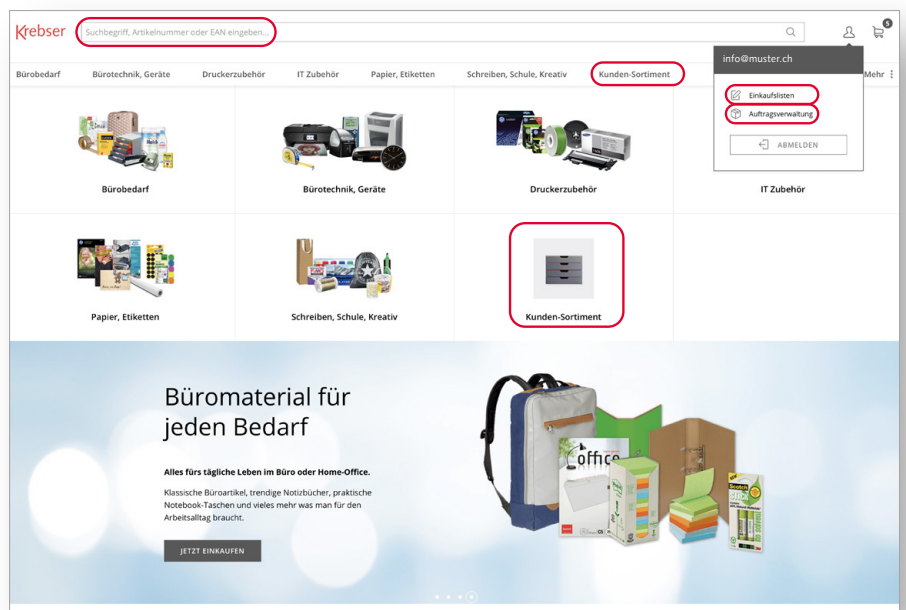 Krebser
Suchbegriff, Artikelnummer oder EAN eingeben...
5
info@muster.ch
Einkaufslisten
Auftragsverwaltung
ABMELDEN
Bürobedarf Bürotechnik, Geräte Druckerzubehör IT Zubehör Papier, Etiketten Schreiben, Schule, Kreativ Kunden-Sortiment Mehr
Bürobedarf Bürotechnik, Geräte Druckerzubehör IT Zubehör
Papier, Etiketten Schreiben, Schule, Kreativ Kunden-Sortiment
Büromaterial für
jeden Bedarf
Alles fürs tägliche Leben im Büro oder Home-Office.
Klassische Büroartikel, trendige Notizbücher, praktische
Notebook-Taschen und vieles mehr was man für den
Arbeitsalltag braucht.
JETZT EINKAUFEN
office
Scotch